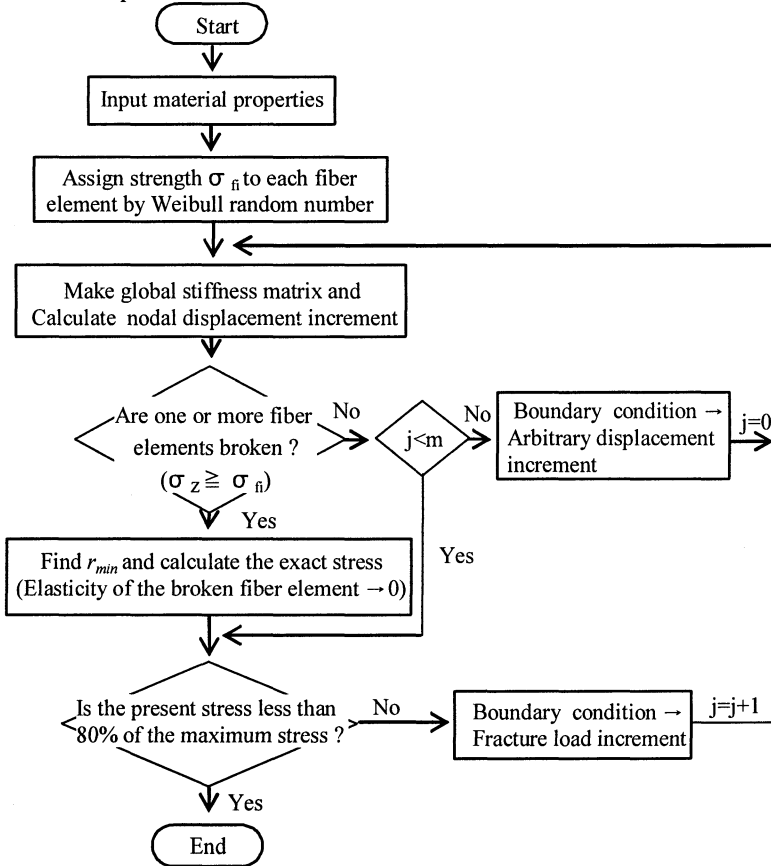 Start
Input material properties
Assign strength σ fi to each fiber
element by Weibull random number
Make global stiffness matrix and
Calculate nodal displacement increment
Are one or more fiber
elements broken ?
(σ Z ≧ σ fi)
No
j<m
No
Boundary condition →
Arbitrary displacement
increment
j=0
Yes
Yes
Find rmin and calculate the exact stress
(Elasticity of the broken fiber element → 0)
Is the present stress less than
80% of the maximum stress ?
No
Boundary condition →
Fracture load increment
j=j+1
Yes
End